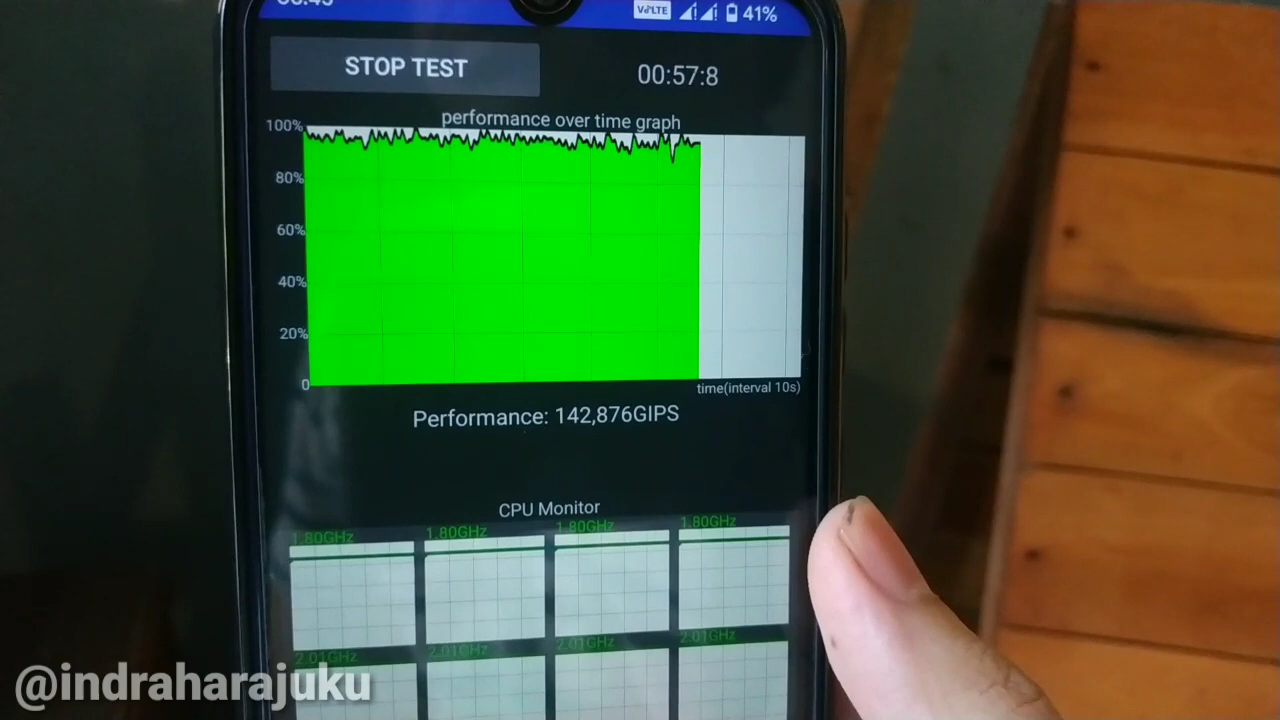 VoLTE 41%
STOP TEST
00:57:8
performance over time graph
100%
80%
60%
40%
20%
0
time(interval 10s)
Performance: 142,876GIPS
CPU Monitor
1.80GHz 1.80GHz 1.80GHz 1.80GHz
2.01GHz 2.01GHz 2.01GHz 2.01GHz
@indraharajuku